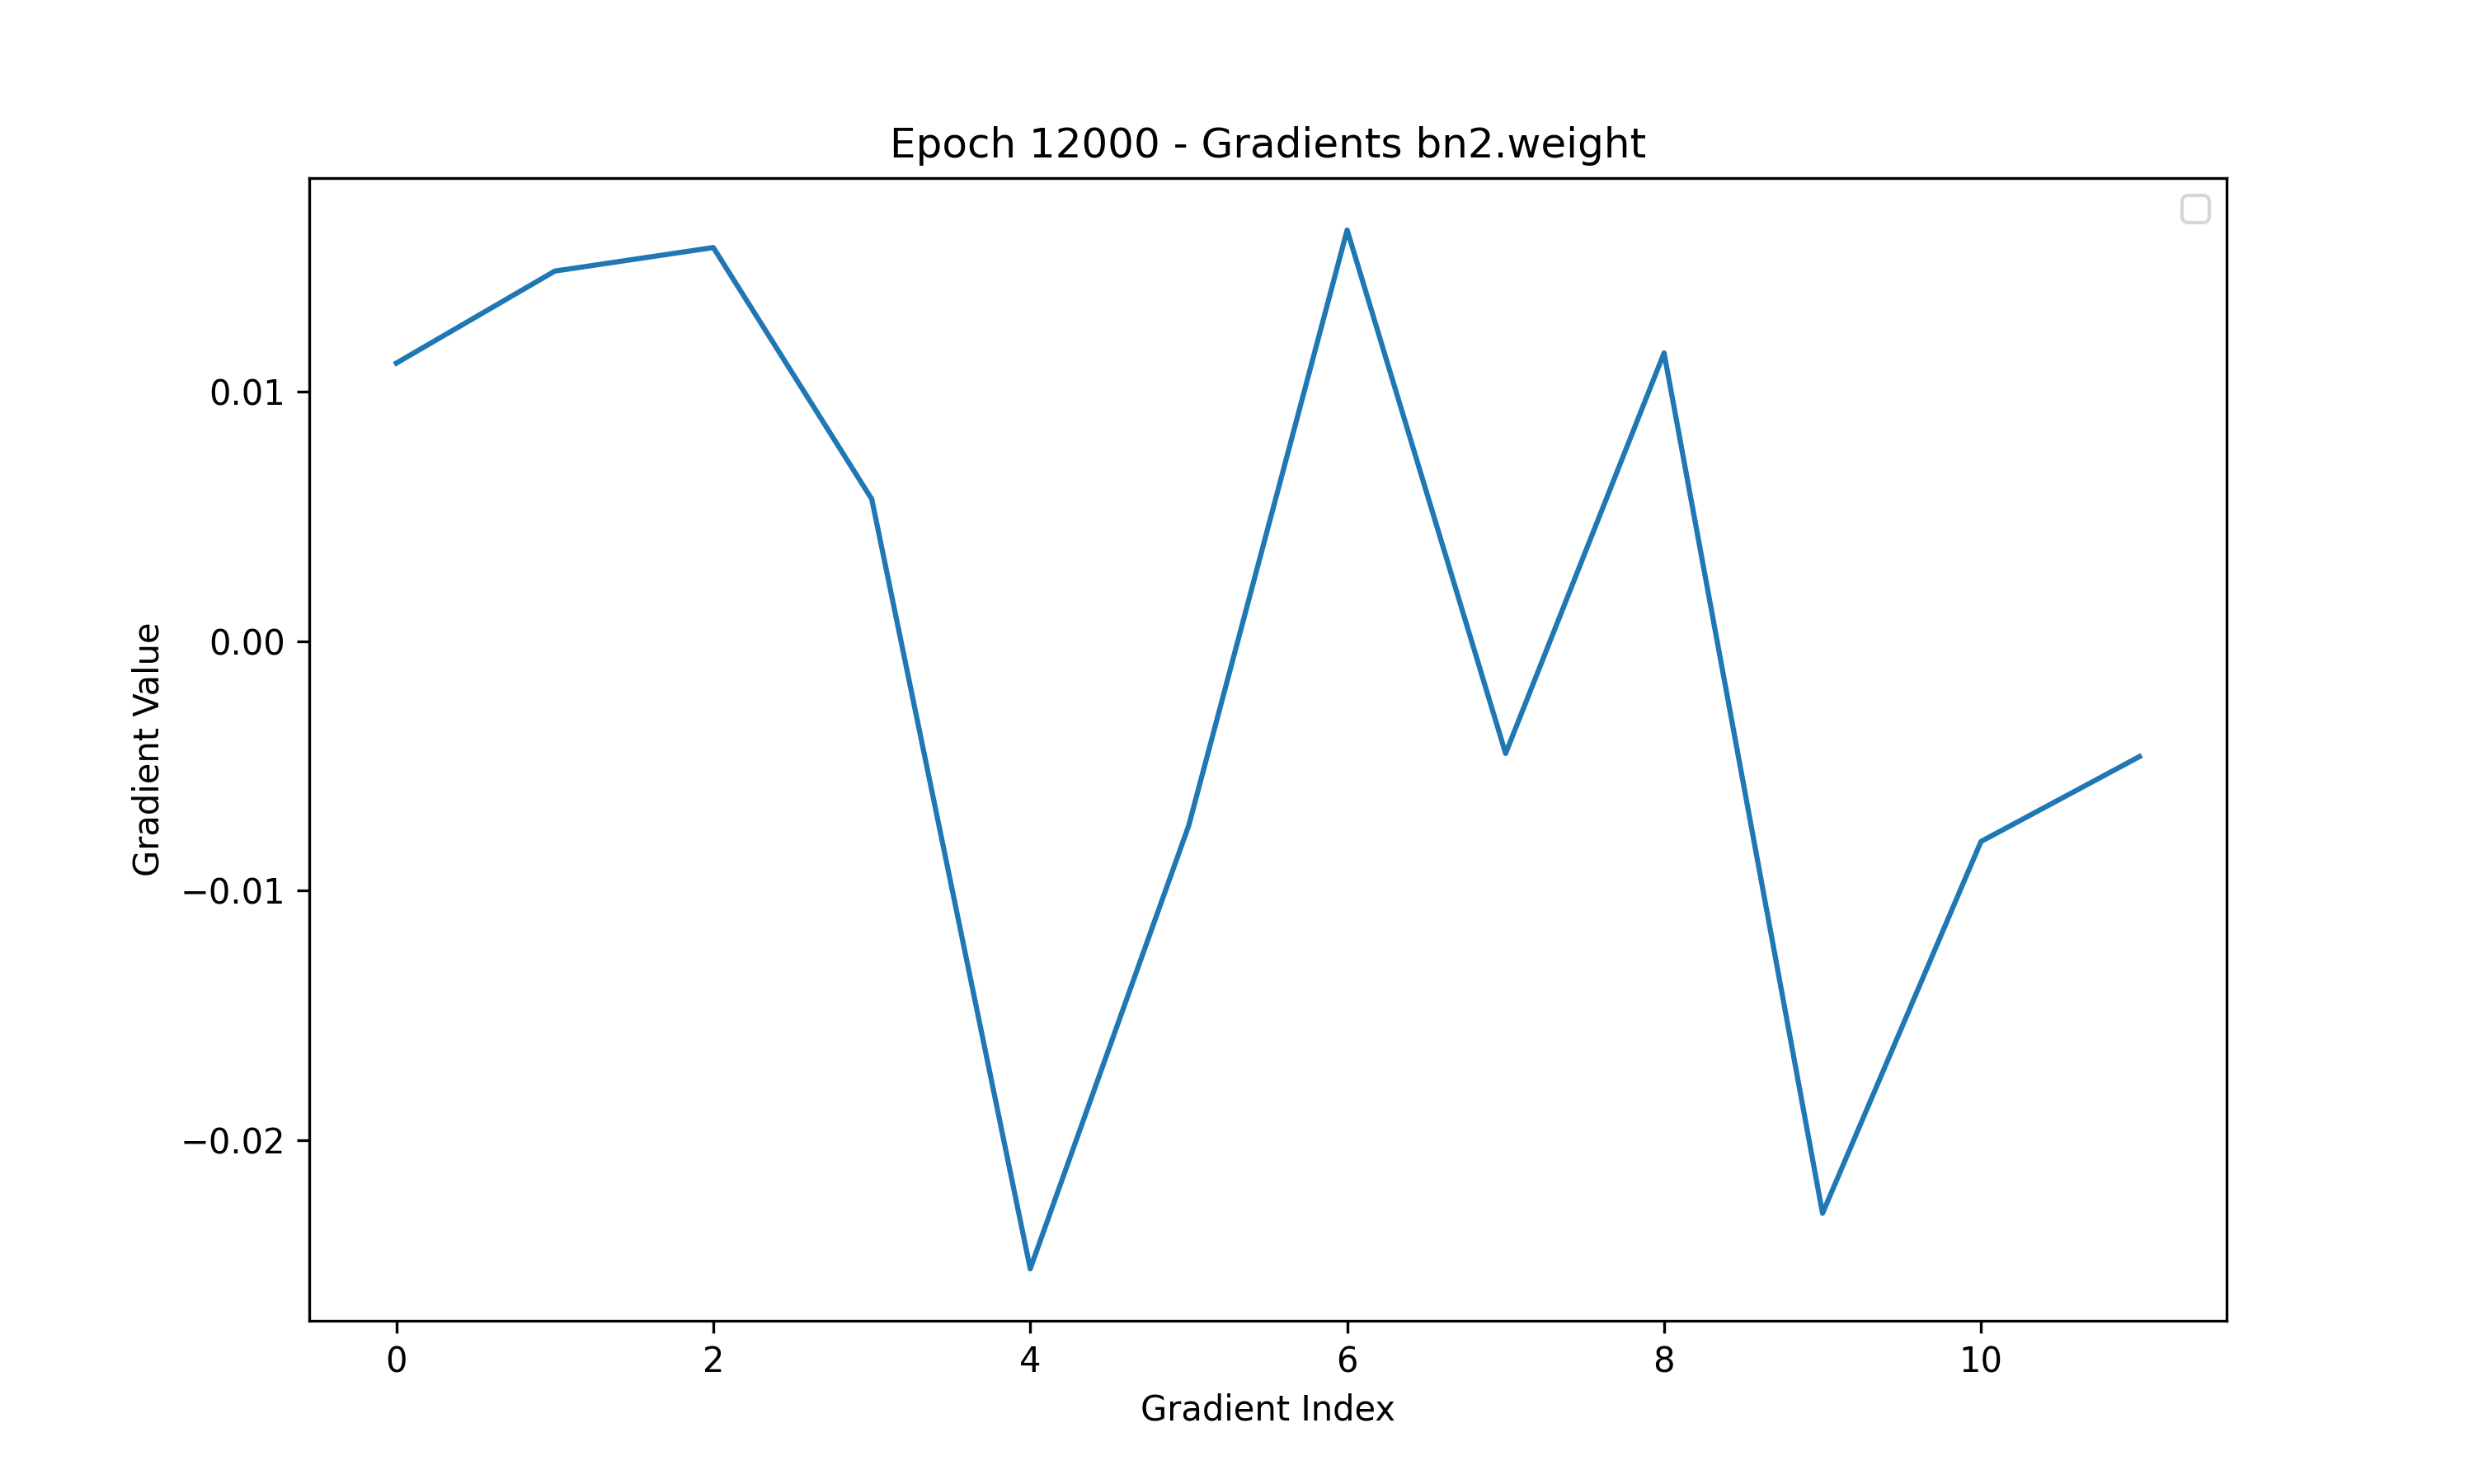 Epoch 12000 - Gradients bn2.weight
0.01
0.00
−0.01
−0.02
Gradient Value
0 2 4 6 8 10
Gradient Index